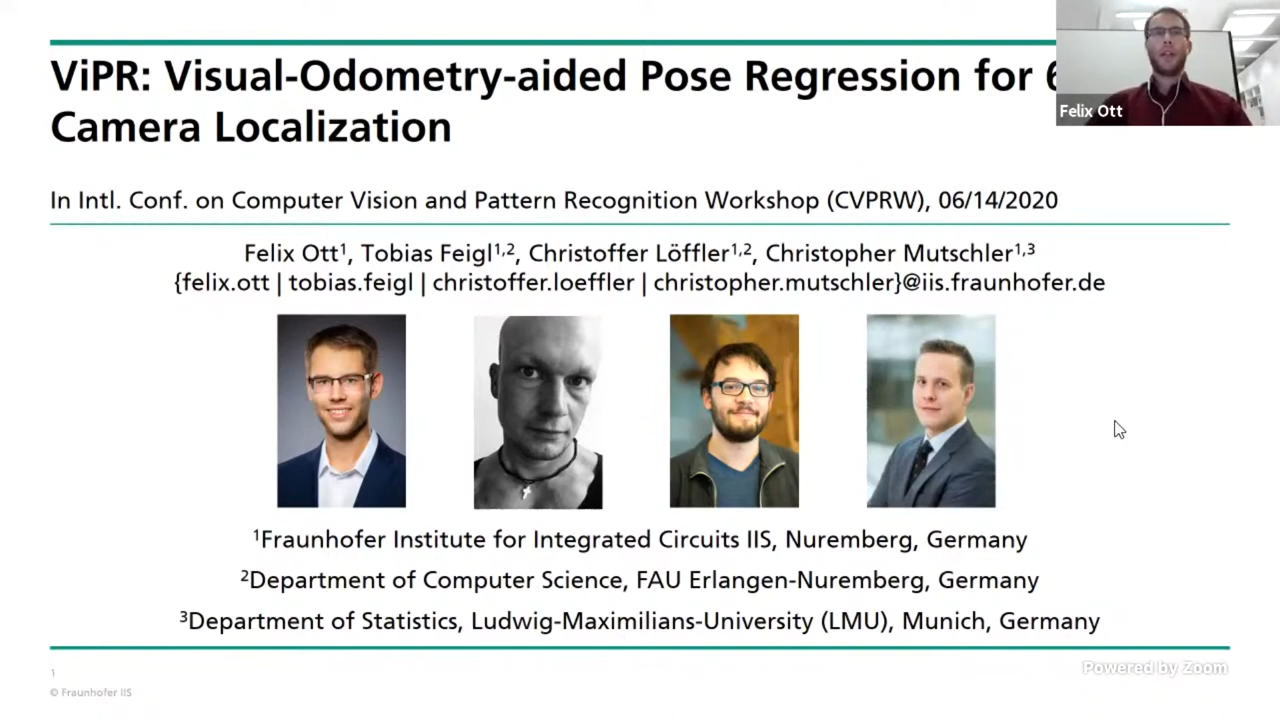 ViPR: Visual-Odometry-aided Pose Regression for
Camera Localization
Felix Ott
In Intl. Conf. on Computer Vision and Pattern Recognition Workshop (CVPRW), 06/14/2020
Felix Ott¹, Tobias Feigl¹,², Christoffer Löffler¹,², Christopher Mutschler¹,³
{felix.ott | tobias.feigl | christoffer.loeffler | christopher.mutschler}@iis.fraunhofer.de
¹Fraunhofer Institute for Integrated Circuits IIS, Nuremberg, Germany
²Department of Computer Science, FAU Erlangen-Nuremberg, Germany
³Department of Statistics, Ludwig-Maximilians-University (LMU), Munich, Germany
1
© Fraunhofer IIS
Powered by Zoom